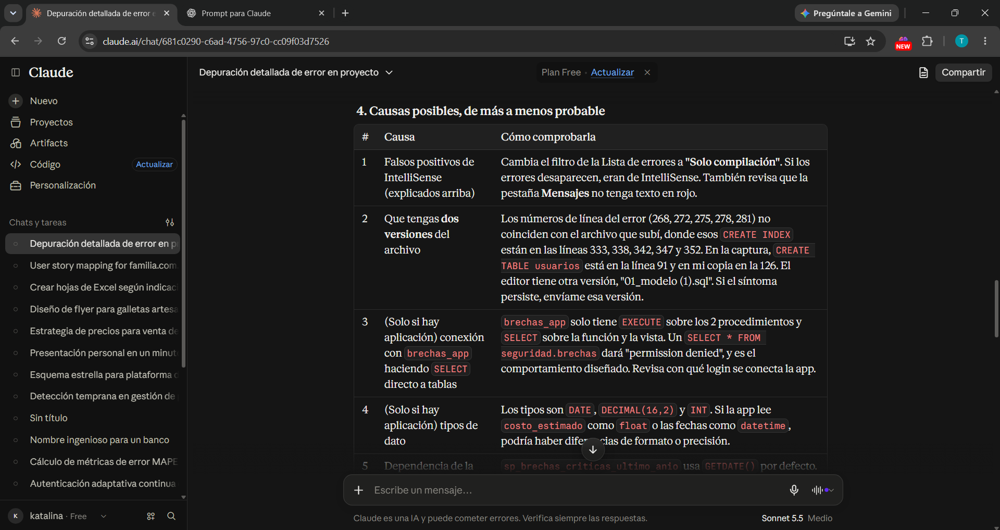 Depuración detallada de error e
Prompt para Claude
Pregúntale a Gemini
claude.ai/chat/681c0290-c6ad-4756-97c0-cc09f03d7526
NEW
T
Claude
Nuevo
Proyectos
Artifacts
Código
Actualizar
Personalización
Chats y tareas
Depuración detallada de error en p
User story mapping for familia.com
Crear hojas de Excel según indicaci
Diseño de flyer para galletas artesa
Estrategia de precios para venta de
Presentación personal en un minut
Esquema estrella para plataforma d
Detección temprana en gestión de
Sin título
Nombre ingenioso para un banco
Cálculo de métricas de error MAPE
Autenticación adaptativa continua
K
katalina · Free
Depuración detallada de error en proyecto
Plan Free · Actualizar
Compartir
4. Causas posibles, de más a menos probable
# Causa Cómo comprobarla
1 Falsos positivos de IntelliSense (explicados arriba)
Cambia el filtro de la Lista de errores a "Solo compilación". Si los
errores desaparecen, eran de IntelliSense. También revisa que la
pestaña Mensajes no tenga texto en rojo.
2 Que tengas dos versiones del archivo
Los números de línea del error (268, 272, 275, 278, 281) no
coinciden con el archivo que subí, donde esos CREATE INDEX
están en las líneas 333, 338, 342, 347 y 352. En la captura, CREATE
TABLE usuarios está en la línea 91 y en mi copia en la 126. El
editor tiene otra versión, "01_modelo (1).sql". Si el síntoma
persiste, envíame esa versión.
3 (Solo si hay aplicación) conexión con brechas_app haciendo SELECT directo a tablas
brechas_app solo tiene EXECUTE sobre los 2 procedimientos y
SELECT sobre la función y la vista. Un SELECT * FROM
seguridad.brechas dará "permission denied", y es el
comportamiento diseñado. Revisa con qué login se conecta la app.
4 (Solo si hay aplicación) tipos de dato
Los tipos son DATE, DECIMAL(16,2) y INT. Si la app lee
costo_estimado como float o las fechas como datetime,
podría haber diferencias de formato o precisión.
5 Dependencia de la
sp_brechas_criticas_ultimo_anio usa GETDATE() por defecto.
Escribe un mensaje...
Claude es una IA y puede cometer errores. Verifica siempre las respuestas.
Sonnet 5.5 Medio